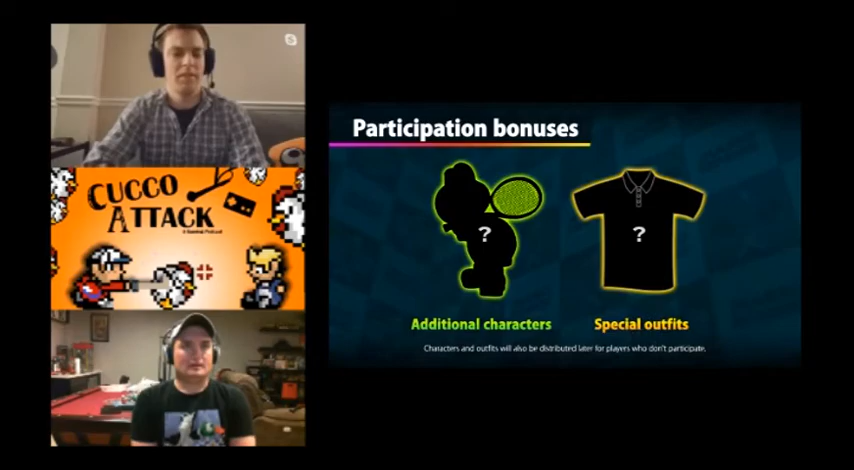 CUCCO
ATTACK
Participation bonuses
?
?
Additional characters
Special outfits
Characters and outfits will also be distributed later for players who don't participate.